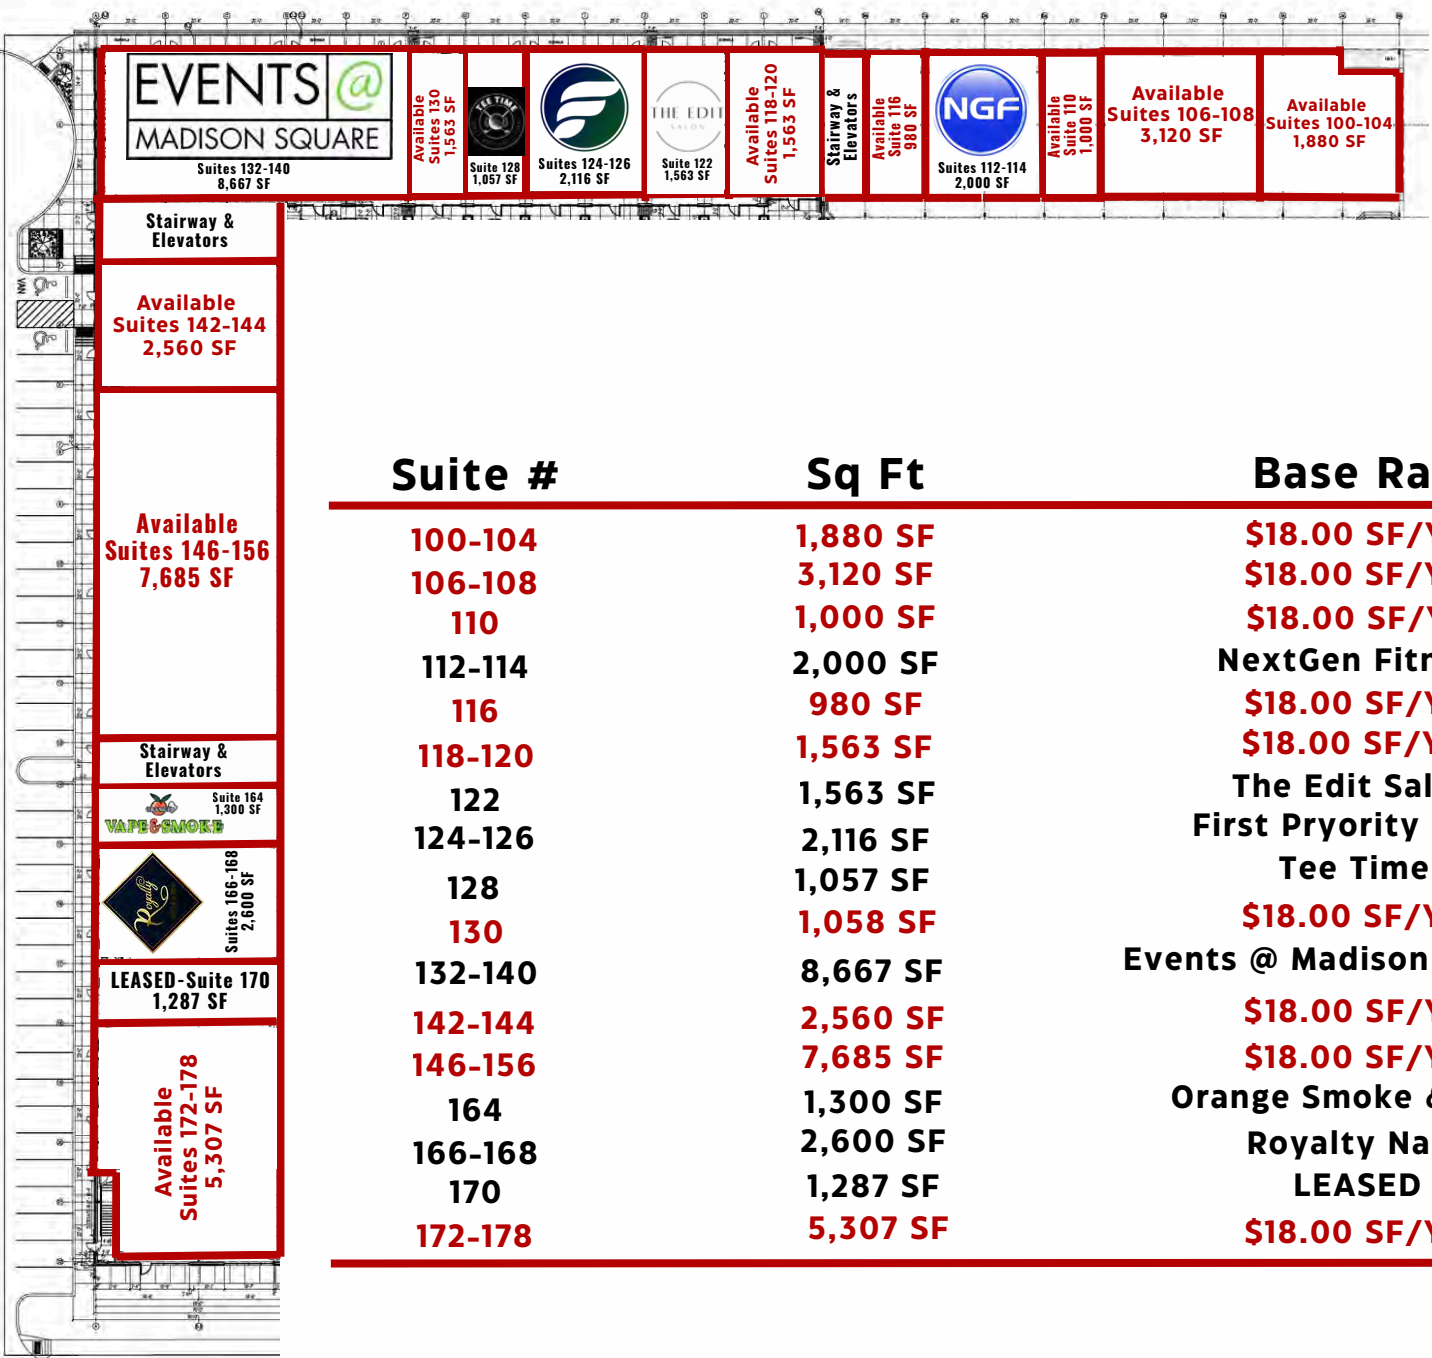 EVENTS@
MADISON SQUARE
Suites 132-140
8,667 SF
Available
Suites 130
1,563 SF
TEE TIME
Suite 128
1,057 SF
Suites 124-126
2,116 SF
THE EDIT
SALON
Suite 122
1,563 SF
Available
Suites 118-120
1,563 SF
Stairway &
Elevators
Available
Suite 116
980 SF
NGF
Suites 112-114
2,000 SF
Available
Suite 110
1,000 SF
Available
Suites 106-108
3,120 SF
Available
Suites 100-104
1,880 SF
Stairway &
Elevators
VAN
Available
Suites 142-144
2,560 SF
Available
Suites 146-156
7,685 SF
Stairway &
Elevators
Suite 164
1,300 SF
VAPE&SMOKE
Royally
Suites 166-168
2,600 SF
LEASED-Suite 170
1,287 SF
Available
Suites 172-178
5,307 SF
Suite # Sq Ft Base Ra
100-104 1,880 SF $18.00 SF/Y
106-108 3,120 SF $18.00 SF/Y
110 1,000 SF $18.00 SF/Y
112-114 2,000 SF NextGen Fitn
116 980 SF $18.00 SF/Y
118-120 1,563 SF $18.00 SF/Y
122 1,563 SF The Edit Sal
124-126 2,116 SF First Pryority
128 1,057 SF Tee Time
130 1,058 SF $18.00 SF/Y
132-140 8,667 SF Events @ Madison
142-144 2,560 SF $18.00 SF/Y
146-156 7,685 SF $18.00 SF/Y
164 1,300 SF Orange Smoke &
166-168 2,600 SF Royalty Na
170 1,287 SF LEASED
172-178 5,307 SF $18.00 SF/Y